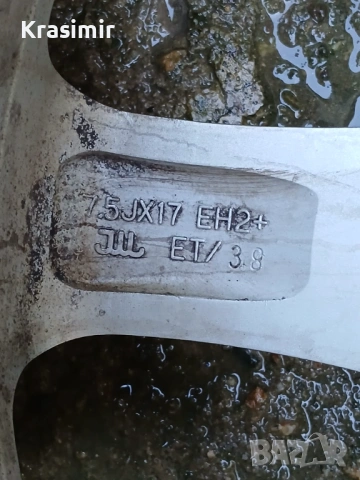 Krasimir
7.5JX17 EH2+
JWL ET/38
BAZAR